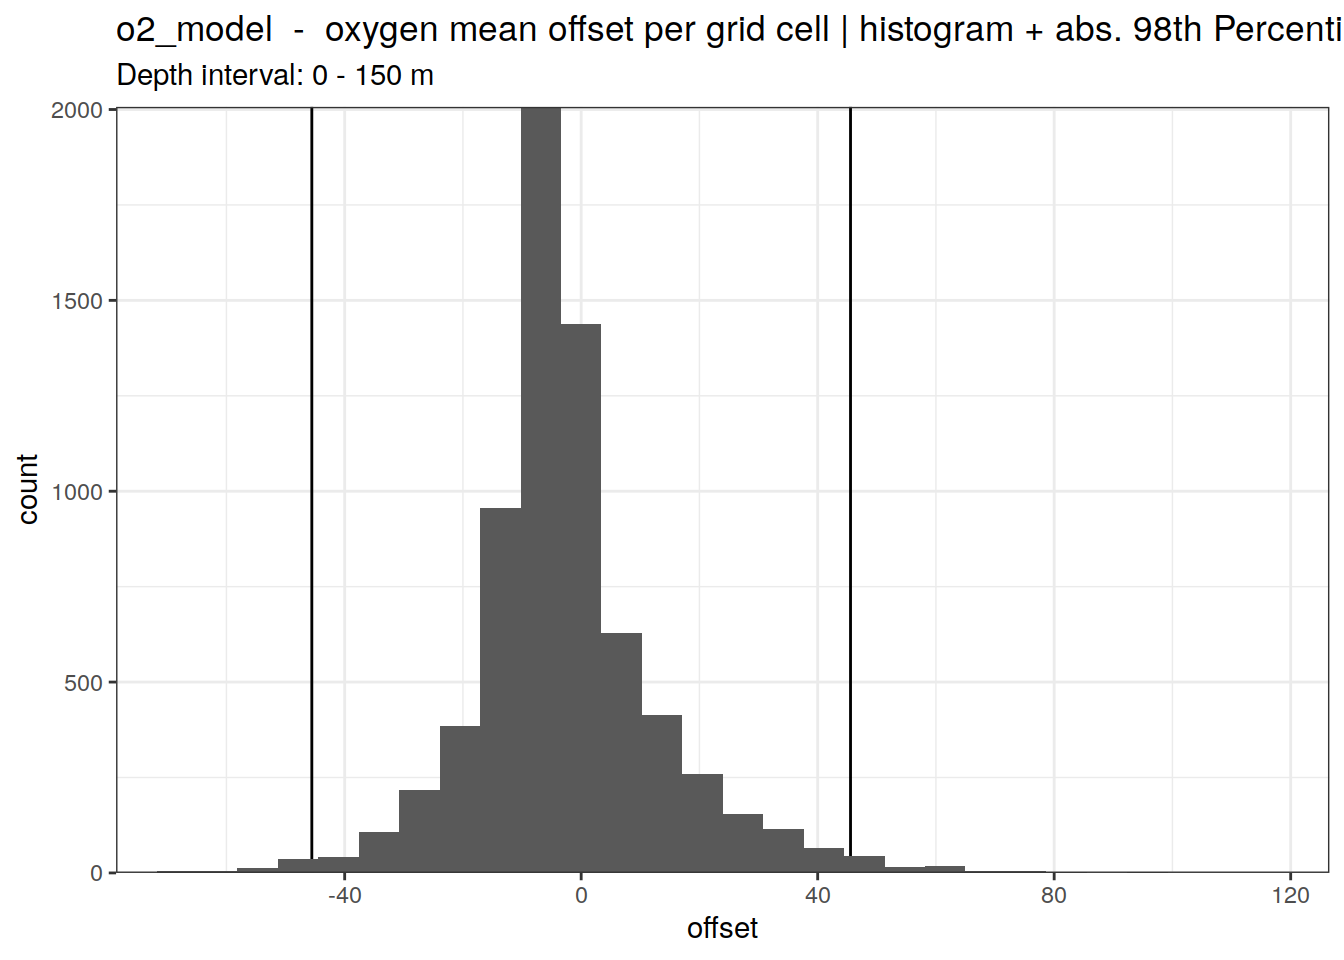 o2_model - oxygen mean offset per grid cell | histogram + abs. 98th Percenti
Depth interval: 0 - 150 m
2000
1500
1000
500
0
count
-40 0 40 80 120
offset